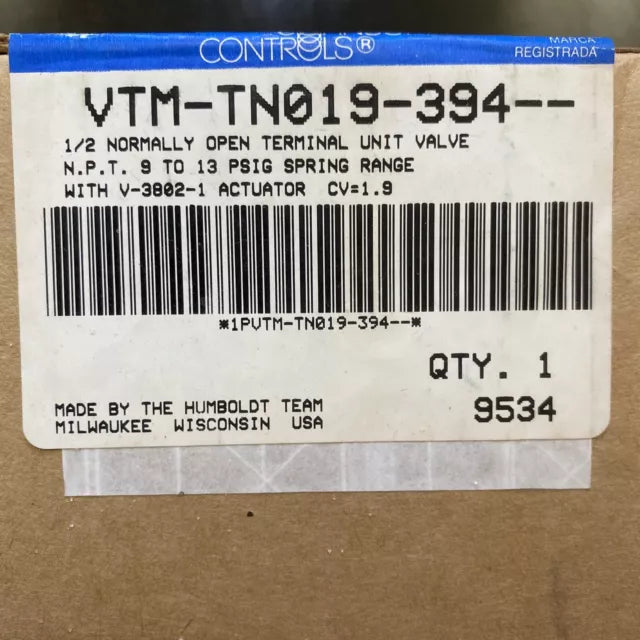 CONTROLS®
MARCA
REGISTRADA
VTM-TN019-394--
1/2 NORMALLY OPEN TERMINAL UNIT VALVE
N.P.T. 9 TO 13 PSIG SPRING RANGE
WITH V-3802-1 ACTUATOR CV=1.9
*1PVTM-TN019-394--*
QTY. 1
MADE BY THE HUMBOLDT TEAM
9534
MILWAUKEE WISCONSIN USA